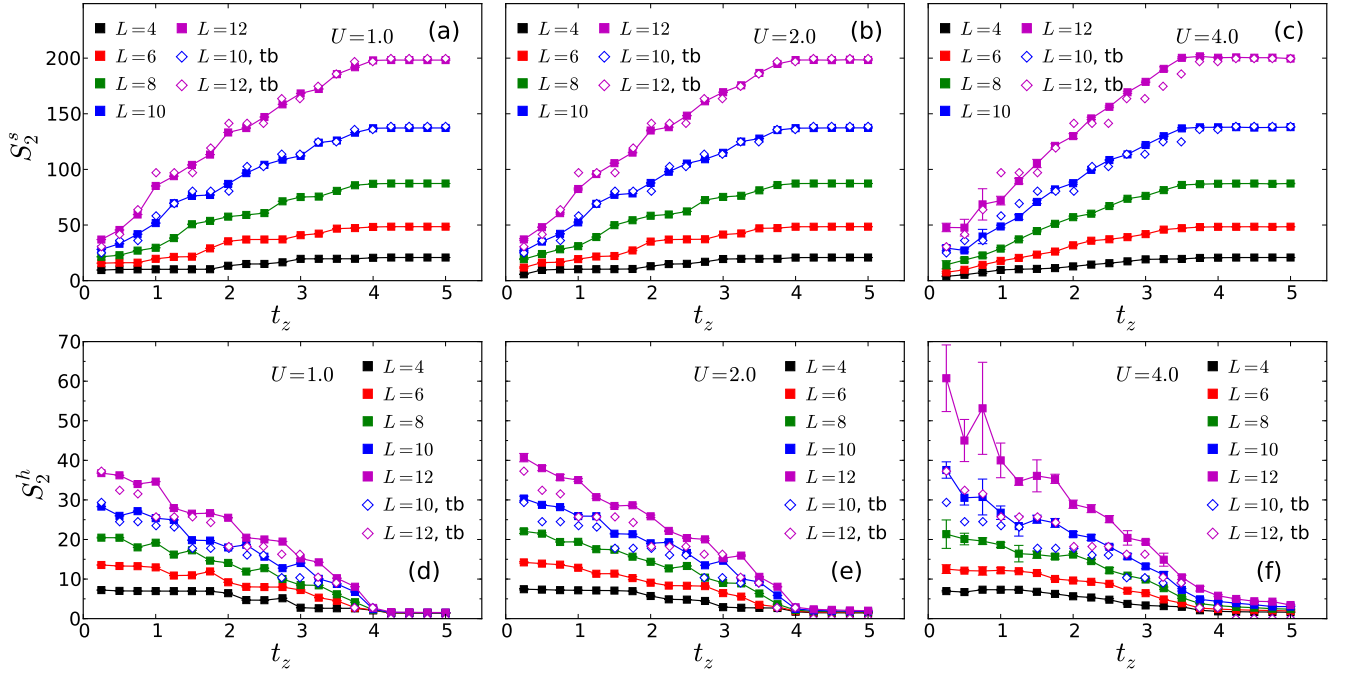 S₂ˢ
200
150
100
50
0
L=4
L=6
L=8
L=10
L=12
L=10, tb
L=12, tb
U=1.0
(a)
0 1 2 3 4 5
t_z
L=4
L=6
L=8
L=10
L=12
L=10, tb
L=12, tb
U=2.0
(b)
0 1 2 3 4 5
t_z
L=4
L=6
L=8
L=10
L=12
L=10, tb
L=12, tb
U=4.0
(c)
0 1 2 3 4 5
t_z
S₂ʰ
70
60
50
40
30
20
10
0
U=1.0
L=4
L=6
L=8
L=10
L=12
L=10, tb
L=12, tb
(d)
0 1 2 3 4 5
t_z
U=2.0
L=4
L=6
L=8
L=10
L=12
L=10, tb
L=12, tb
(e)
0 1 2 3 4 5
t_z
U=4.0
L=4
L=6
L=8
L=10
L=12
L=10, tb
L=12, tb
(f)
0 1 2 3 4 5
t_z